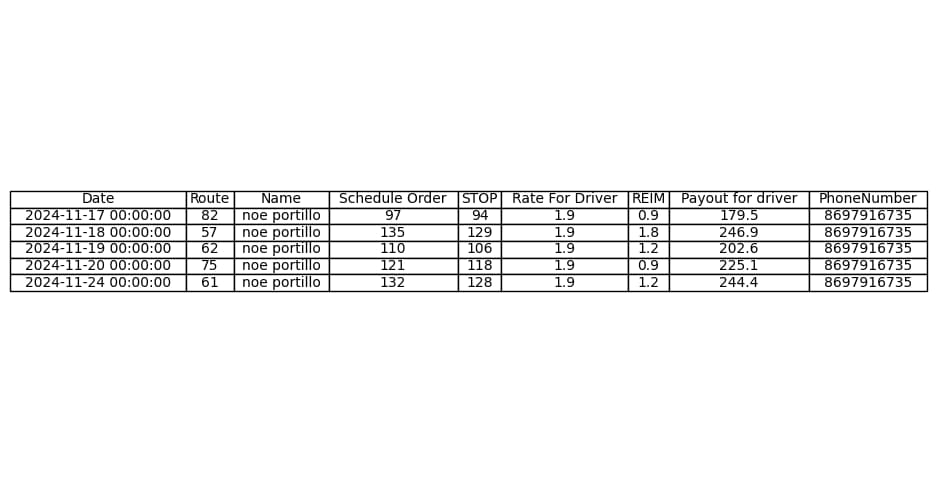 Date Route Name Schedule Order STOP Rate For Driver REIM Payout for driver PhoneNumber
2024-11-17 00:00:00 82 noe portillo 97 94 1.9 0.9 179.5 8697916735
2024-11-18 00:00:00 57 noe portillo 135 129 1.9 1.8 246.9 8697916735
2024-11-19 00:00:00 62 noe portillo 110 106 1.9 1.2 202.6 8697916735
2024-11-20 00:00:00 75 noe portillo 121 118 1.9 0.9 225.1 8697916735
2024-11-24 00:00:00 61 noe portillo 132 128 1.9 1.2 244.4 8697916735